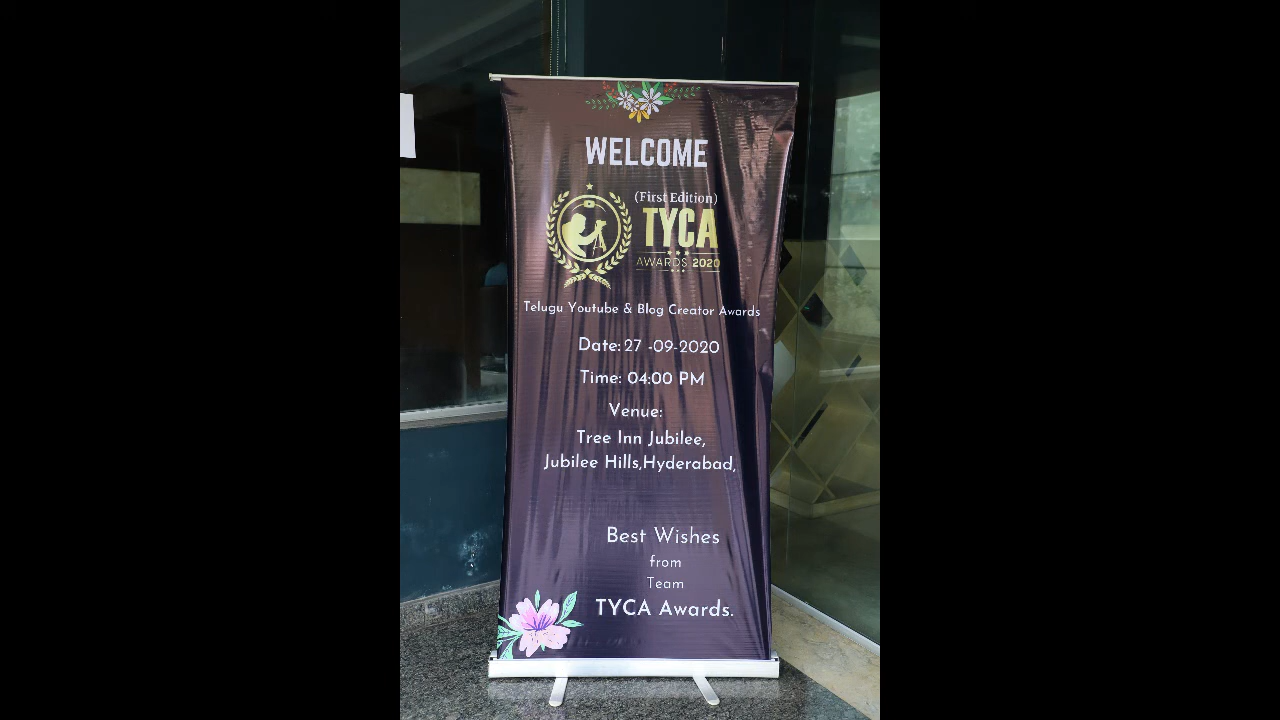 WELCOME
(First Edition)
TYCA
AWARDS 2020
Telugu Youtube & Blog Creator Awards
Date: 27 -09-2020
Time: 04:00 PM
Venue:
Tree Inn Jubilee,
Jubilee Hills,Hyderabad,
Best Wishes
from
Team
TYCA Awards.